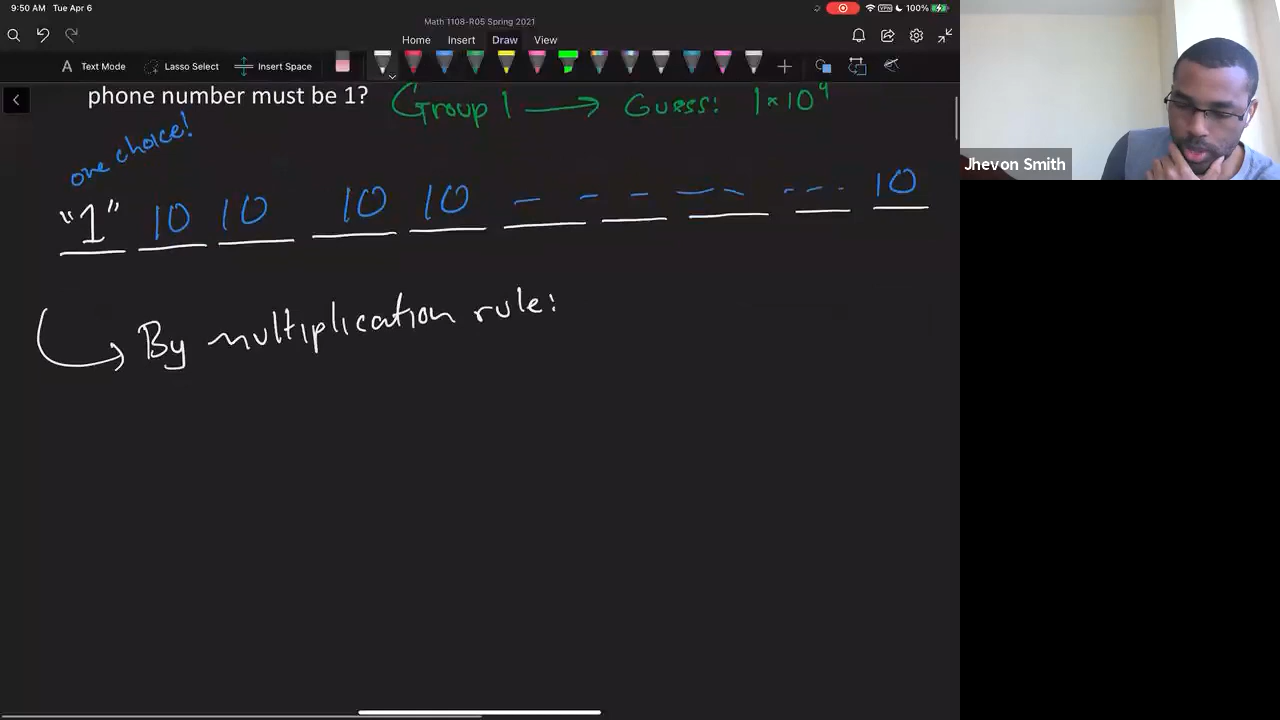 9:50 AM Tue Apr 6
100%
Math 1108-R05 Spring 2021
Home Insert Draw View
Text Mode Lasso Select Insert Space
phone number must be 1? Group 1 → Guess: 1×10⁹
one choice!
"1" 10 10 10 10 - - - - - - - - 10
By multiplication rule:
Jhevon Smith